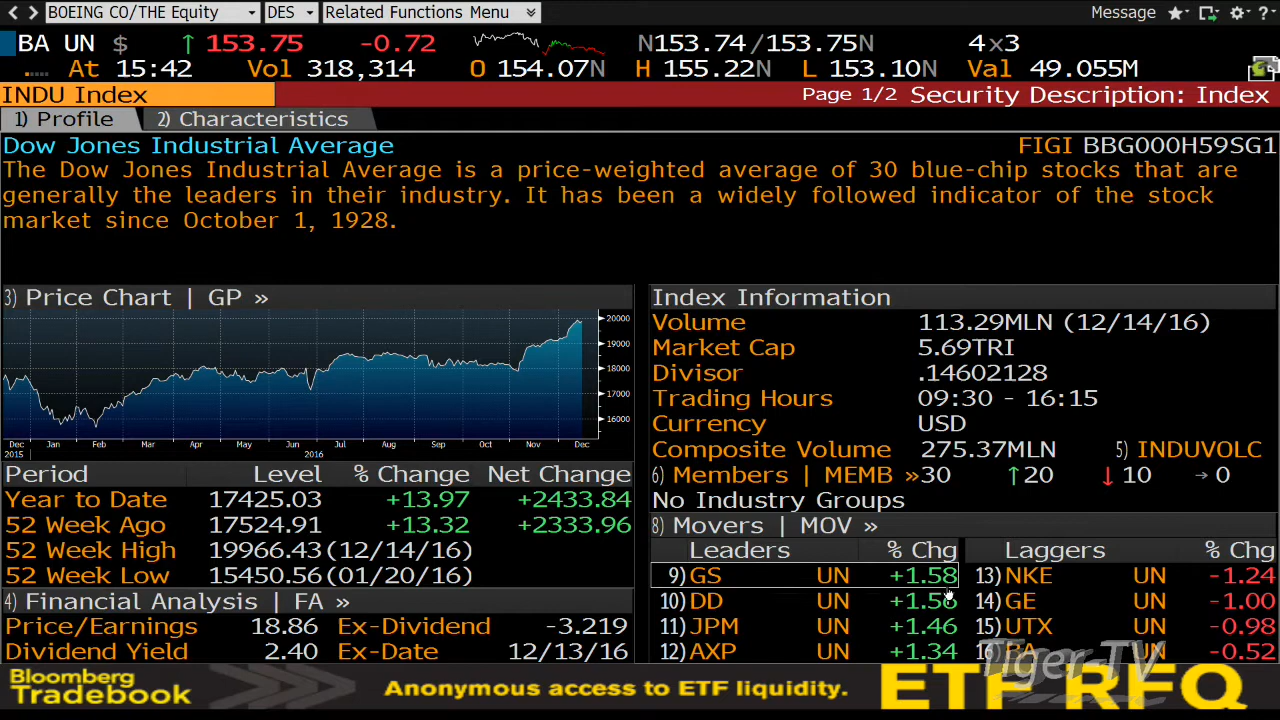 BOEING CO/THE Equity DES Related Functions Menu Message
BA UN $ ↑ 153.75 -0.72 N153.74/153.75N 4x3
At 15:42 Vol 318,314 O 154.07N H 155.22N L 153.10N Val 49.055M
INDU Index Page 1/2 Security Description: Index
1) Profile 2) Characteristics
Dow Jones Industrial Average FIGI BBG000H59SG1
The Dow Jones Industrial Average is a price-weighted average of 30 blue-chip stocks that are
generally the leaders in their industry. It has been a widely followed indicator of the stock
market since October 1, 1928.
3) Price Chart | GP »
20000
19000
18000
17000
16000
Dec Jan Feb Mar Apr May Jun Jul Aug Sep Oct Nov Dec
2015 2016
Period Level % Change Net Change
Year to Date 17425.03 +13.97 +2433.84
52 Week Ago 17524.91 +13.32 +2333.96
52 Week High 19966.43 (12/14/16)
52 Week Low 15450.56 (01/20/16)
4) Financial Analysis | FA »
Price/Earnings 18.86 Ex-Dividend -3.219
Dividend Yield 2.40 Ex-Date 12/13/16
Index Information
Volume 113.29MLN (12/14/16)
Market Cap 5.69TRI
Divisor .14602128
Trading Hours 09:30 - 16:15
Currency USD
Composite Volume 275.37MLN 5) INDUVOLC
6) Members | MEMB » 30 ↑20 ↓10 → 0
No Industry Groups
8) Movers | MOV »
Leaders % Chg Laggers % Chg
9) GS UN +1.58 13) NKE UN -1.24
10) DD UN +1.56 14) GE UN -1.00
11) JPM UN +1.46 15) UTX UN -0.98
12) AXP UN +1.34 16) BA UN -0.52
Tiger-TV
Bloomberg
Tradebook
Anonymous access to ETF liquidity.
ETF RFQ